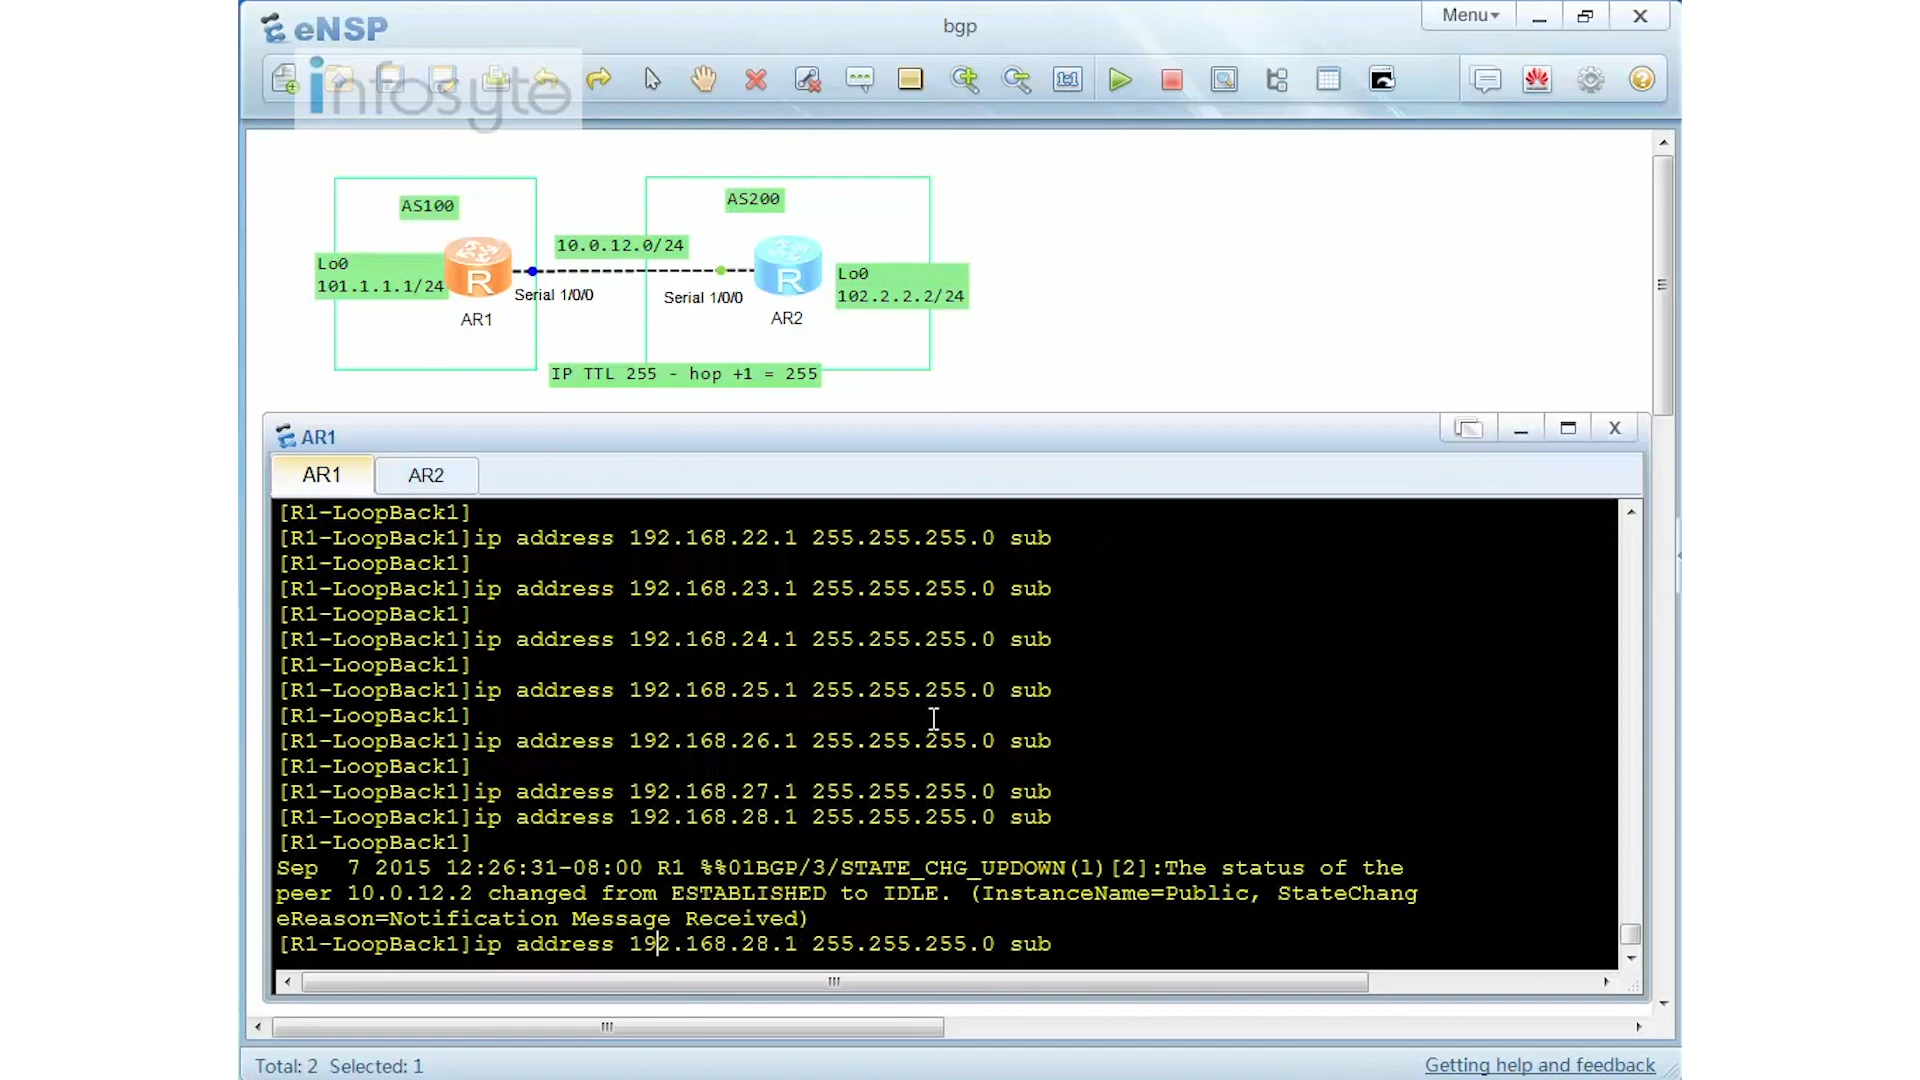 eNSP
bgp
Menu
infosyte
1:1
AS100
AS200
10.0.12.0/24
Lo0
101.1.1.1/24
Lo0
102.2.2.2/24
R
R
Serial 1/0/0
Serial 1/0/0
AR1
AR2
IP TTL 255 - hop +1 = 255
AR1
AR1
AR2
[R1-LoopBack1]
[R1-LoopBack1]ip address 192.168.22.1 255.255.255.0 sub
[R1-LoopBack1]
[R1-LoopBack1]ip address 192.168.23.1 255.255.255.0 sub
[R1-LoopBack1]
[R1-LoopBack1]ip address 192.168.24.1 255.255.255.0 sub
[R1-LoopBack1]
[R1-LoopBack1]ip address 192.168.25.1 255.255.255.0 sub
[R1-LoopBack1]
[R1-LoopBack1]ip address 192.168.26.1 255.255.255.0 sub
[R1-LoopBack1]
[R1-LoopBack1]ip address 192.168.27.1 255.255.255.0 sub
[R1-LoopBack1]ip address 192.168.28.1 255.255.255.0 sub
[R1-LoopBack1]
Sep  7 2015 12:26:31-08:00 R1 %%01BGP/3/STATE_CHG_UPDOWN(l)[2]:The status of the
peer 10.0.12.2 changed from ESTABLISHED to IDLE. (InstanceName=Public, StateChang
eReason=Notification Message Received)
[R1-LoopBack1]ip address 192.168.28.1 255.255.255.0 sub
Total: 2 Selected: 1
Getting help and feedback